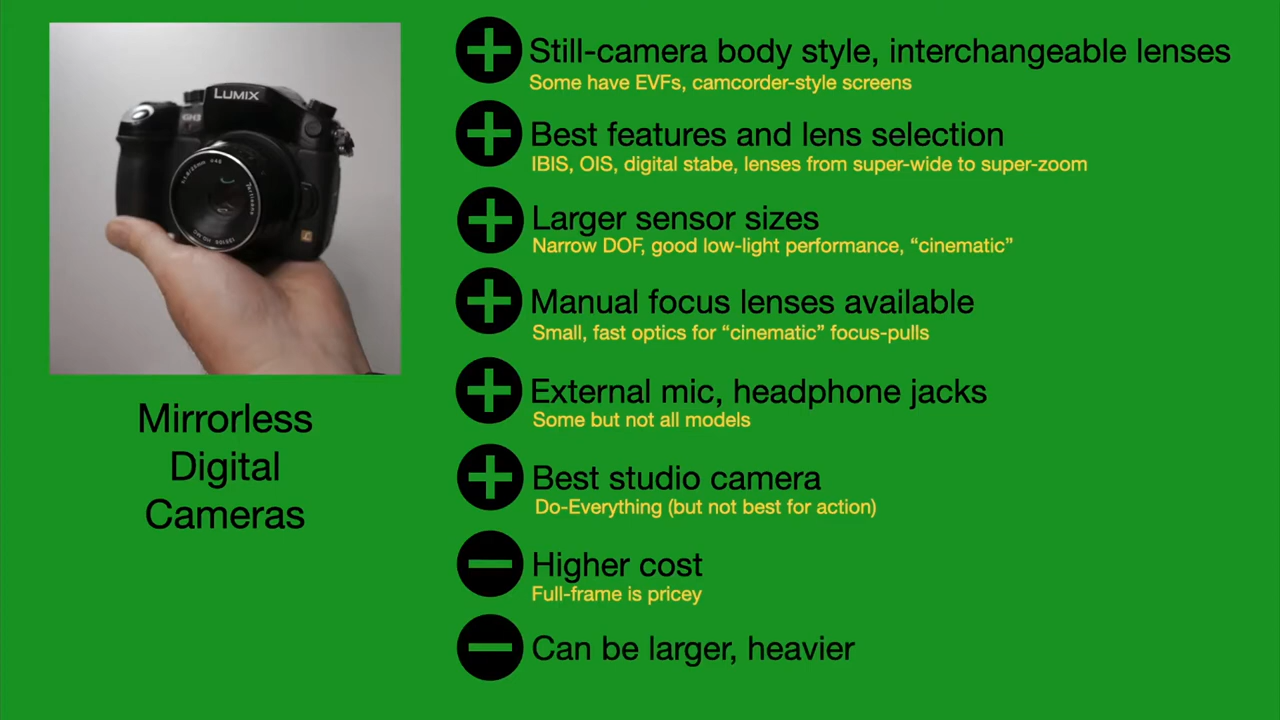 LUMIX
GH3
Mirrorless
Digital
Cameras
Still-camera body style, interchangeable lenses
Some have EVFs, camcorder-style screens
Best features and lens selection
IBIS, OIS, digital stabe, lenses from super-wide to super-zoom
Larger sensor sizes
Narrow DOF, good low-light performance, “cinematic”
Manual focus lenses available
Small, fast optics for “cinematic” focus-pulls
External mic, headphone jacks
Some but not all models
Best studio camera
Do-Everything (but not best for action)
Higher cost
Full-frame is pricey
Can be larger, heavier